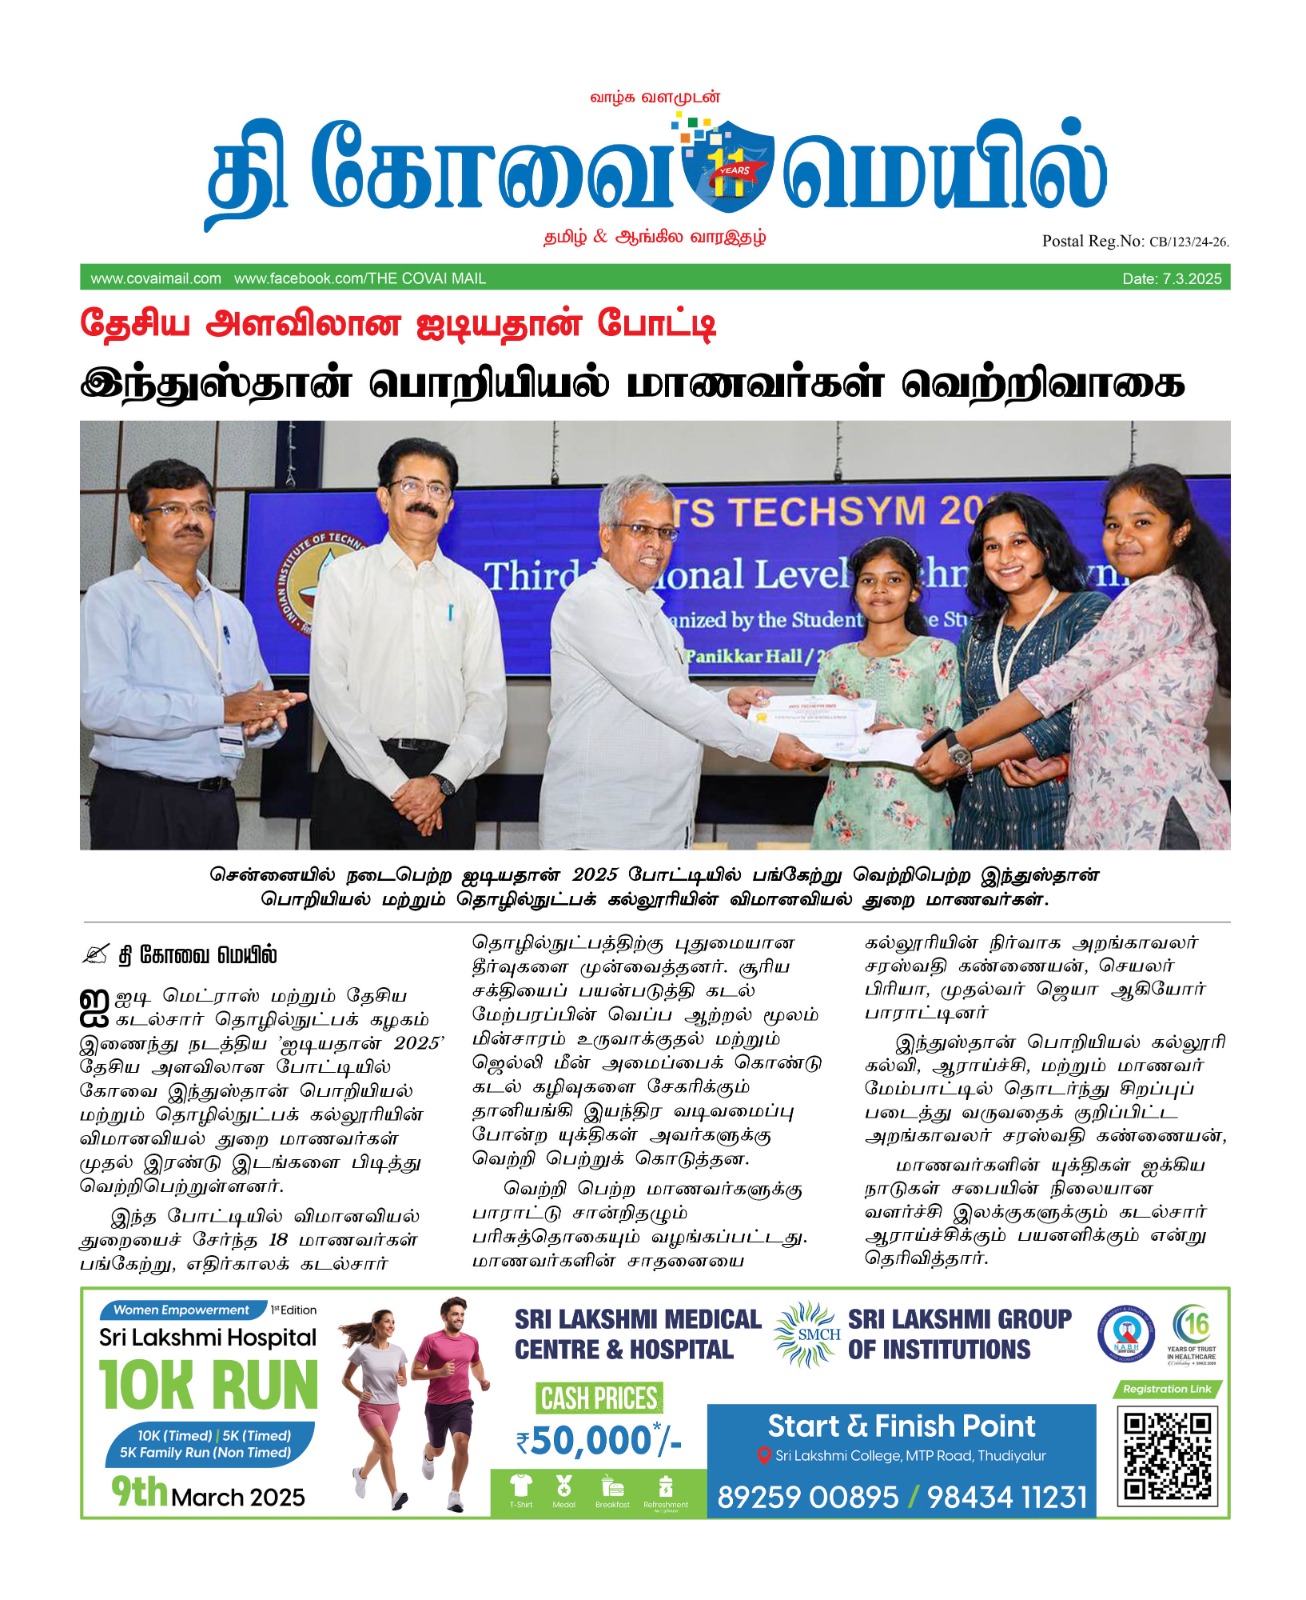 வாழ்க வளமுடன்
தி கோவை மெயில்
11
YEARS
தமிழ் & ஆங்கில வாரஇதழ்
Postal Reg.No: CB/123/24-26.
www.covaimail.com www.facebook.com/THE COVAI MAIL
Date: 7.3.2025
தேசிய அளவிலான ஐடியதான் போட்டி
இந்துஸ்தான் பொறியியல் மாணவர்கள் வெற்றிவாகை
TS TECHSYM 20
Third ional Level
nized by the Student
Panikkar Hall / 2
INDIAN INSTITUTE OF TECHNO
சென்னையில் நடைபெற்ற ஐடியதான் 2025 போட்டியில் பங்கேற்று வெற்றிபெற்ற இந்துஸ்தான்
பொறியியல் மற்றும் தொழில்நுட்பக் கல்லூரியின் விமானவியல் துறை மாணவர்கள்.
தி கோவை மெயில்
ஐஐடி மெட்ராஸ் மற்றும் தேசிய
கடல்சார் தொழில்நுட்பக் கழகம்
இணைந்து நடத்திய 'ஐடியதான் 2025'
தேசிய அளவிலான போட்டியில்
கோவை இந்துஸ்தான் பொறியியல்
மற்றும் தொழில்நுட்பக் கல்லூரியின்
விமானவியல் துறை மாணவர்கள்
முதல் இரண்டு இடங்களை பிடித்து
வெற்றிபெற்றுள்ளனர்.
இந்த போட்டியில் விமானவியல்
துறையைச் சேர்ந்த 18 மாணவர்கள்
பங்கேற்று, எதிர்காலக் கடல்சார்
தொழில்நுட்பத்திற்கு புதுமையான
தீர்வுகளை முன்வைத்தனர். சூரிய
சக்தியைப் பயன்படுத்தி கடல்
மேற்பரப்பின் வெப்ப ஆற்றல் மூலம்
மின்சாரம் உருவாக்குதல் மற்றும்
ஜெல்லி மீன் அமைப்பைக் கொண்டு
கடல் கழிவுகளை சேகரிக்கும்
தானியங்கி இயந்திர வடிவமைப்பு
போன்ற யுக்திகள் அவர்களுக்கு
வெற்றி பெற்றுக் கொடுத்தன.
வெற்றி பெற்ற மாணவர்களுக்கு
பாராட்டு சான்றிதழும்
பரிசுத்தொகையும் வழங்கப்பட்டது.
மாணவர்களின் சாதனையை
கல்லூரியின் நிர்வாக அறங்காவலர்
சரஸ்வதி கண்ணையன், செயலர்
பிரியா, முதல்வர் ஜெயா ஆகியோர்
பாராட்டினர்
இந்துஸ்தான் பொறியியல் கல்லூரி
கல்வி, ஆராய்ச்சி, மற்றும் மாணவர்
மேம்பாட்டில் தொடர்ந்து சிறப்புப்
படைத்து வருவதைக் குறிப்பிட்ட
அறங்காவலர் சரஸ்வதி கண்ணையன்,
மாணவர்களின் யுக்திகள் ஐக்கிய
நாடுகள் சபையின் நிலையான
வளர்ச்சி இலக்குகளுக்கும் கடல்சார்
ஆராய்ச்சிக்கும் பயனளிக்கும் என்று
தெரிவித்தார்.
Women Empowerment 1st Edition
Sri Lakshmi Hospital
10K RUN
10K (Timed) | 5K (Timed)
5K Family Run (Non Timed)
9th March 2025
SRI LAKSHMI MEDICAL
CENTRE & HOSPITAL
SMCH
SRI LAKSHMI GROUP
OF INSTITUTIONS
N.A.B.H
16
YEARS OF TRUST
IN HEALTHCARE
CASH PRICES
₹50,000*/-
T-Shirt Medal Breakfast Refreshment
Start & Finish Point
Sri Lakshmi College, MTP Road, Thudiyalur
89259 00895 / 98434 11231
Registration Link